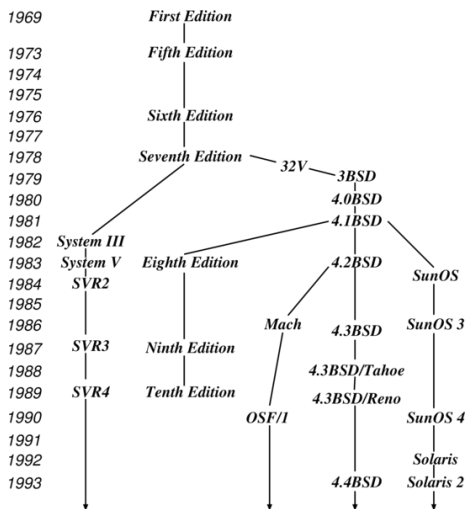 1969 First Edition
1973 Fifth Edition
1974
1975
1976 Sixth Edition
1977
1978 Seventh Edition
32V
1979 3BSD
1980 4.0BSD
1981 4.1BSD
1982 System III
1983 System V Eighth Edition 4.2BSD
1984 SVR2 SunOS
1985
1986 Mach 4.3BSD SunOS 3
1987 SVR3 Ninth Edition
1988 4.3BSD/Tahoe
1989 SVR4 Tenth Edition 4.3BSD/Reno
1990 OSF/1 SunOS 4
1991
1992 Solaris
1993 4.4BSD Solaris 2